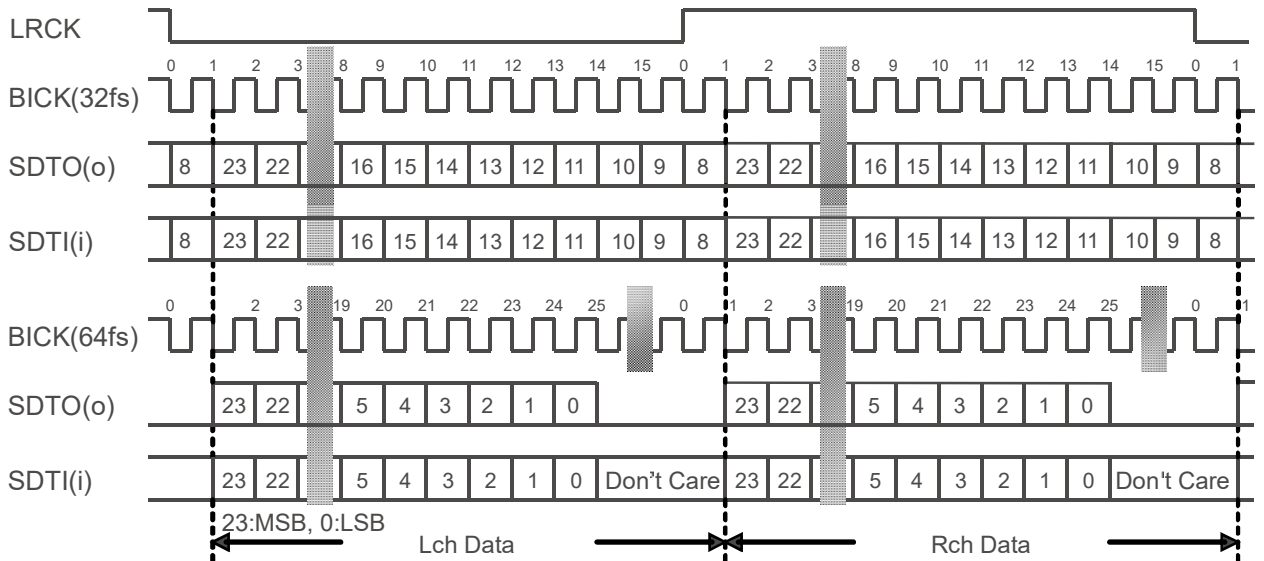 LRCK
0 1 2 3 8 9 10 11 12 13 14 15 0 1 2 3 8 9 10 11 12 13 14 15 0 1
BICK(32fs)
SDTO(o) 8 23 22 16 15 14 13 12 11 10 9 8 23 22 16 15 14 13 12 11 10 9 8
SDTI(i) 8 23 22 16 15 14 13 12 11 10 9 8 23 22 16 15 14 13 12 11 10 9 8
0 2 3 19 20 21 22 23 24 25 0 1 2 3 19 20 21 22 23 24 25 0 1
BICK(64fs)
SDTO(o) 23 22 5 4 3 2 1 0 23 22 5 4 3 2 1 0
SDTI(i) 23 22 5 4 3 2 1 0 Don’t Care 23 22 5 4 3 2 1 0 Don't Care
23:MSB, 0:LSB
Lch Data Rch Data